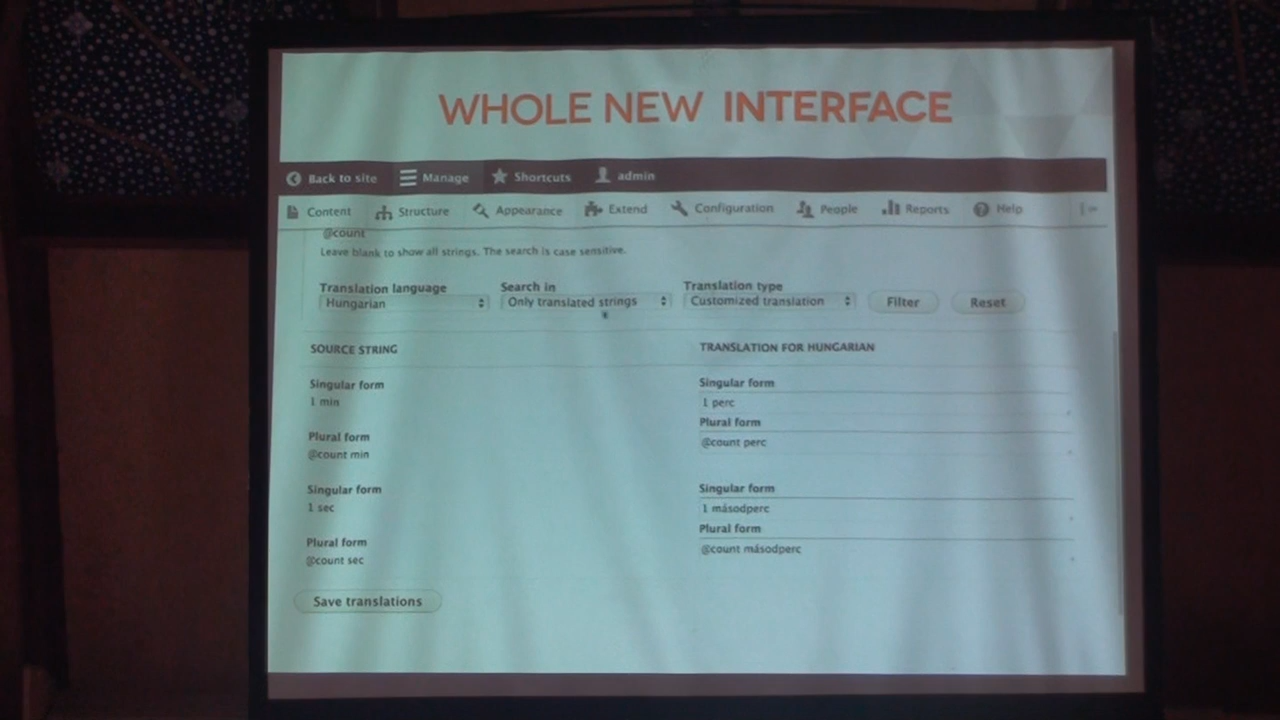 WHOLE NEW INTERFACE
Back to site Manage Shortcuts admin
Content Structure Appearance Extend Configuration People Reports Help
@count
Leave blank to show all strings. The search is case sensitive.
Translation language Search in Translation type
Hungarian Only translated strings Customized translation Filter Reset
SOURCE STRING TRANSLATION FOR HUNGARIAN
Singular form
1 min
Plural form
@count min
Singular form
1 perc
Plural form
@count perc
Singular form
1 sec
Plural form
@count sec
Singular form
1 másodperc
Plural form
@count másodperc
Save translations